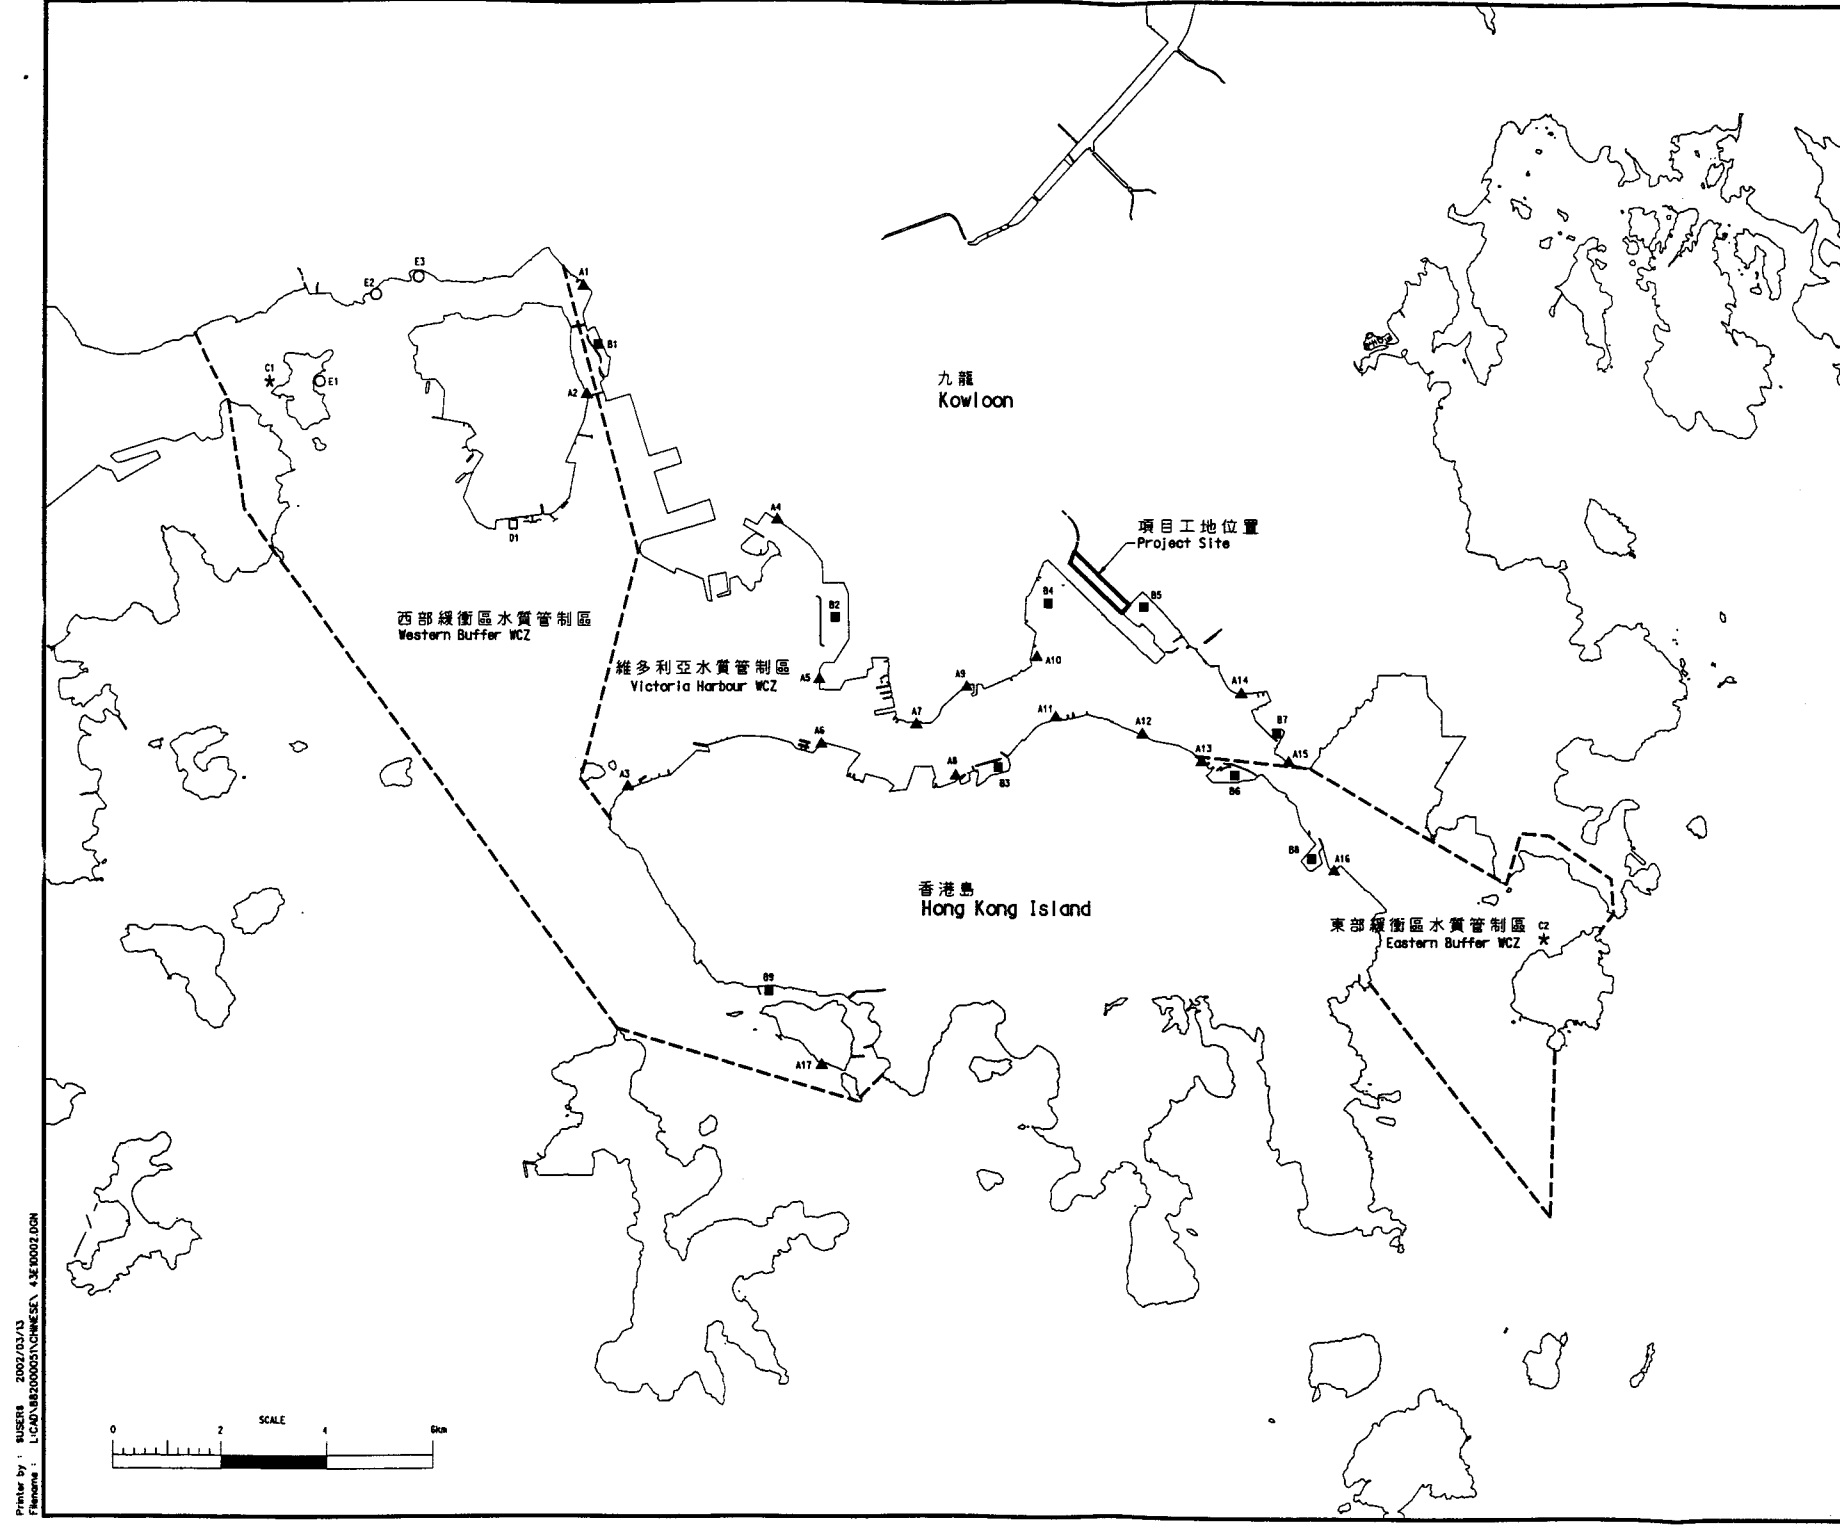 E3
E2
A1
B1
C1
E1
A2
九龍
Kowloon
A4
D1
項目工地位置
Project Site
B2
B4
B5
西部緩衝區水質管制區
Western Buffer WCZ
維多利亞水質管制區
Victoria Harbour WCZ
A5
A9
A10
A7
A14
A11
A12
B7
A6
A13
A15
A3
A8
B3
B6
B8
A16
香港島
Hong Kong Island
東部緩衝區水質管制區
Eastern Buffer WCZ
C2
B9
A17
SCALE
0 2 4 6km
Printer by : $USER$ 2002/03/13
Filename : L:\CAD\BB2000051\CHINESE\ 43E10002.DGN